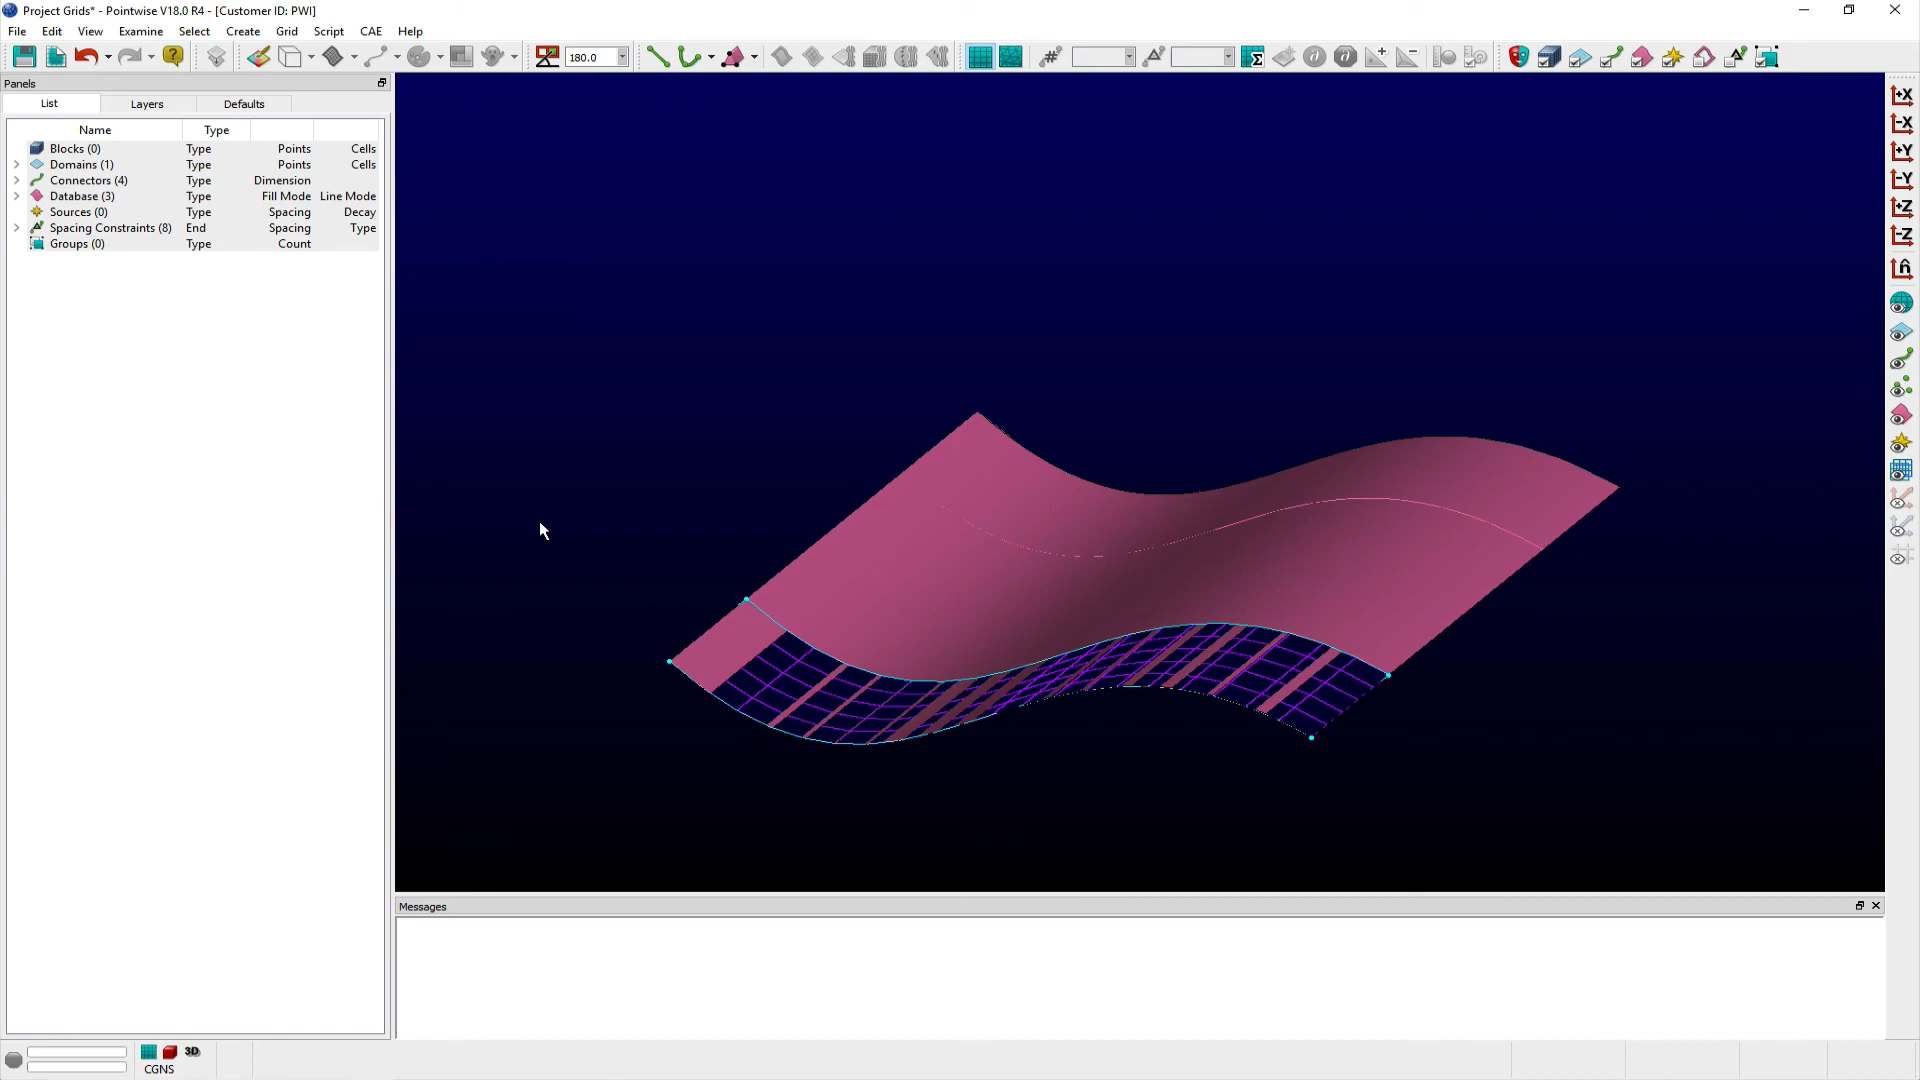 Project Grids* - Pointwise V18.0 R4 - [Customer ID: PWI]
File Edit View Examine Select Create Grid Script CAE Help
180.0
Panels
List Layers Defaults
Name Type
Blocks (0) Type Points Cells
Domains (1) Type Points Cells
Connectors (4) Type Dimension
Database (3) Type Fill Mode Line Mode
Sources (0) Type Spacing Decay
Spacing Constraints (8) End Spacing Type
Groups (0) Type Count
+X
-X
+Y
-Y
+Z
-Z
n̂
Messages
3D
CGNS